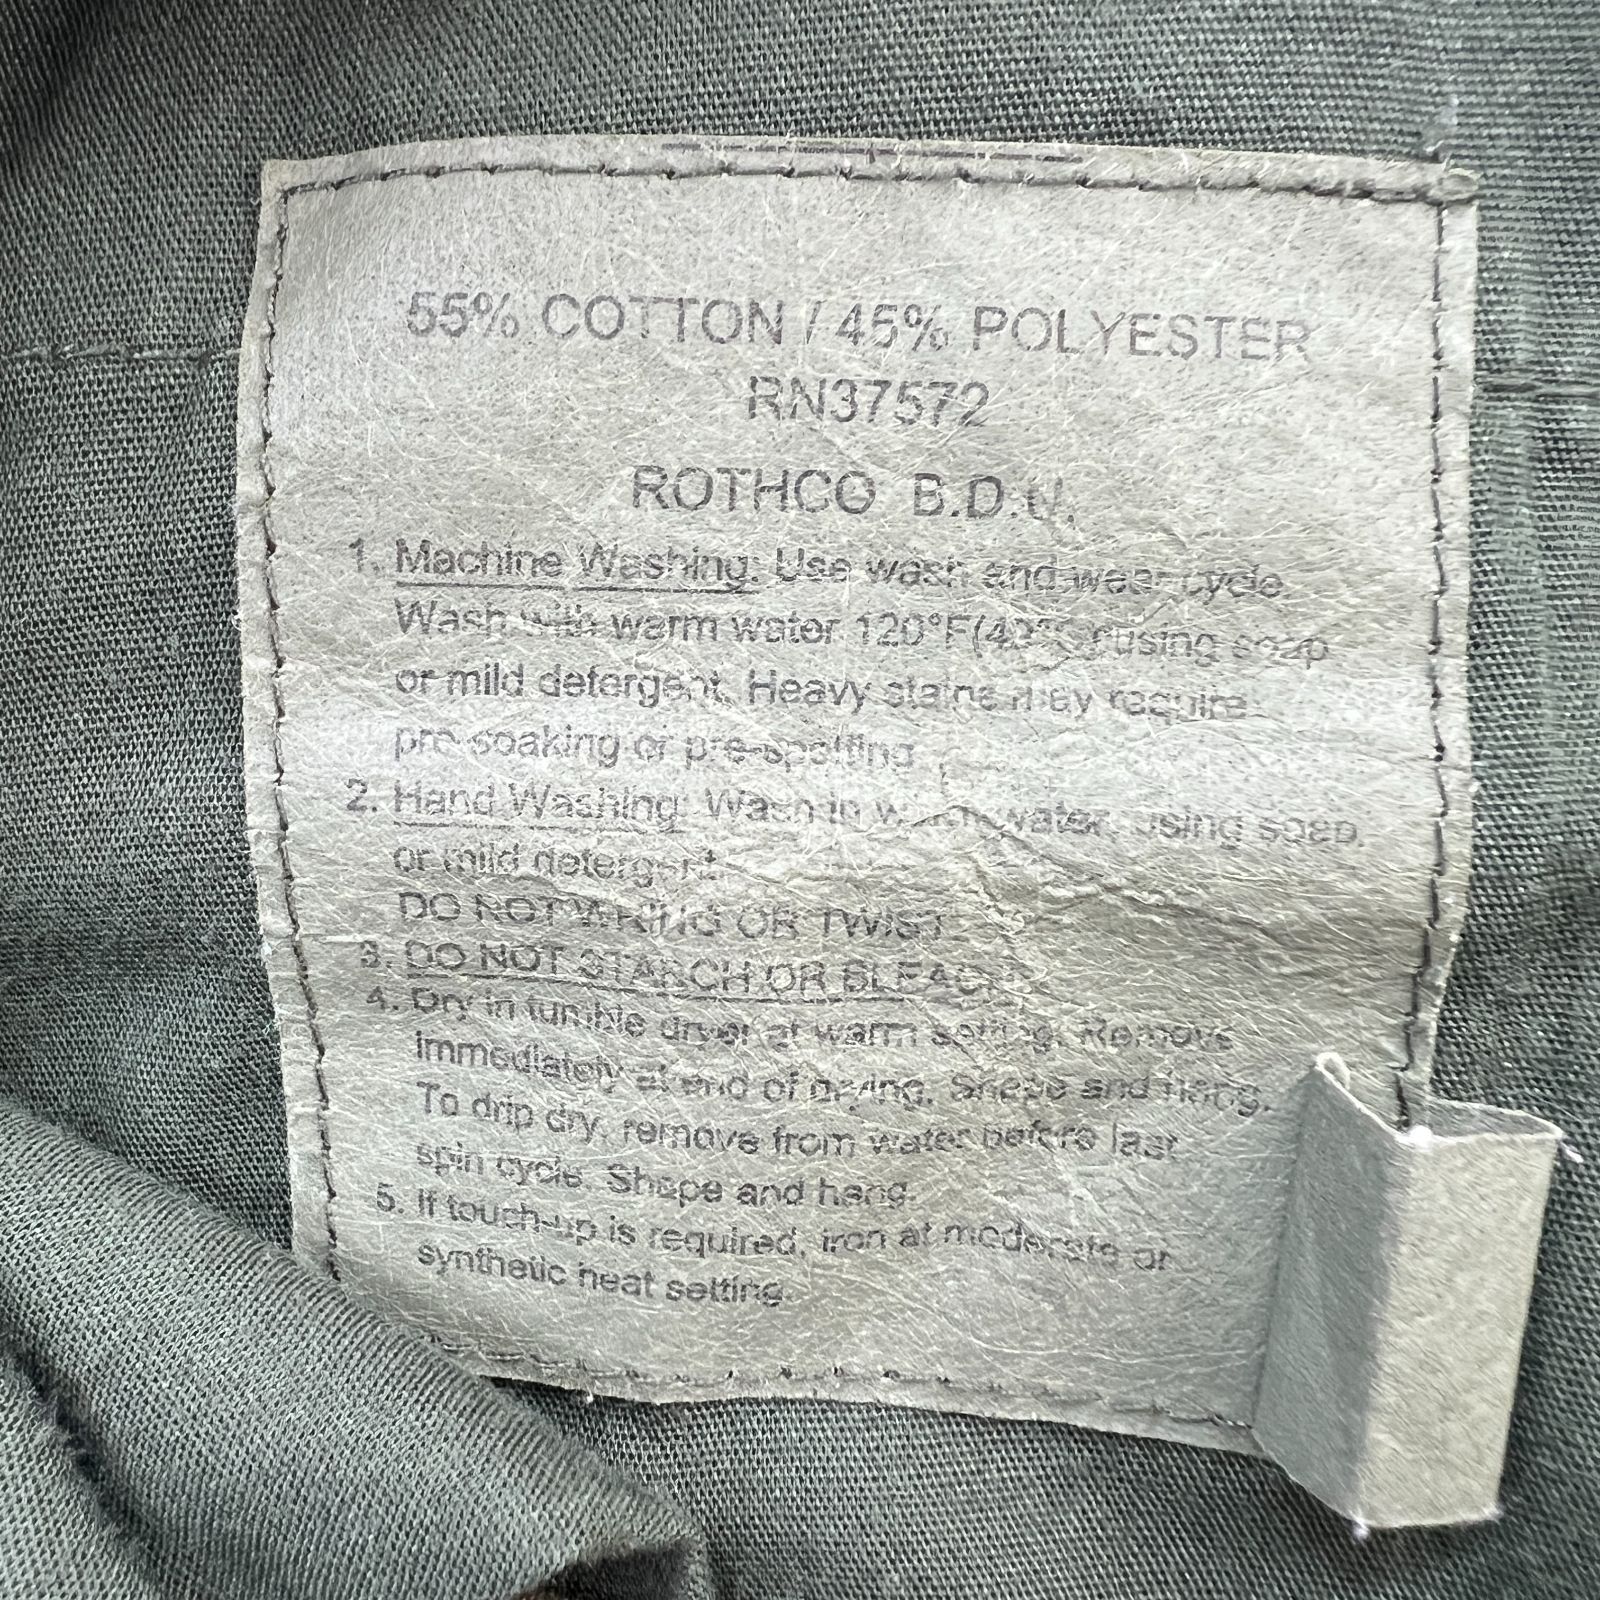 55% COTTON / 45% POLYESTER
RN37572
ROTHCO B.D.U.
1. Machine Washing: Use wash and wear cycle.
Wash with warm water 120°F(40°C) using soap
or mild detergent. Heavy stains may require
pre-soaking or pre-spotting.
2. Hand Washing: Wash in warm water, using soap,
or mild detergent.
DO NOT WRING OR TWIST
3. DO NOT STARCH OR BLEACH
4. Dry in tumble dryer at warm setting. Remove
immediately at end of drying. Shape and hang.
To drip dry, remove from water before last
spin cycle. Shape and hang.
5. If touch-up is required, iron at moderate or
synthetic heat setting.